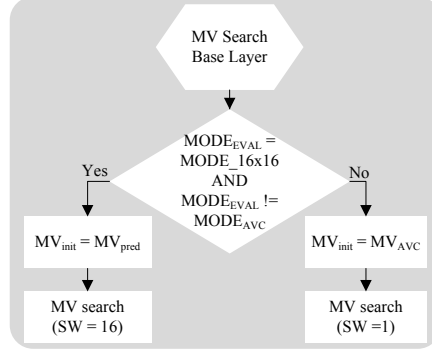 MV Search
Base Layer
MODE_EVAL =
MODE_16x16
AND
MODE_EVAL !=
MODE_AVC
Yes
No
MV_init = MV_pred
MV_init = MV_AVC
MV search
(SW = 16)
MV search
(SW =1)